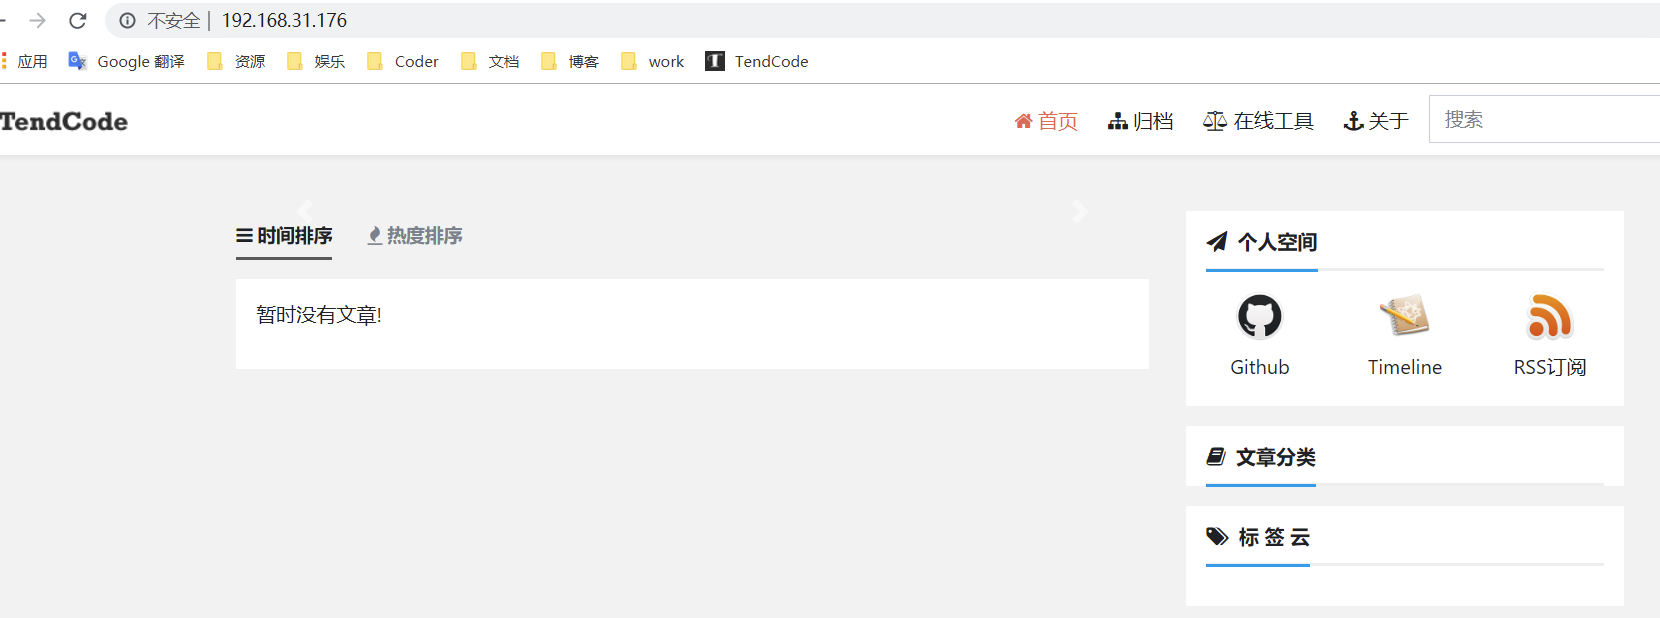 不安全 | 192.168.31.176
应用 Google 翻译 资源 娱乐 Coder 文档 博客 work TendCode
TendCode 首页 归档 在线工具 关于 搜索
时间排序 热度排序
暂时没有文章!
个人空间
Github Timeline RSS订阅
文章分类
标 签 云